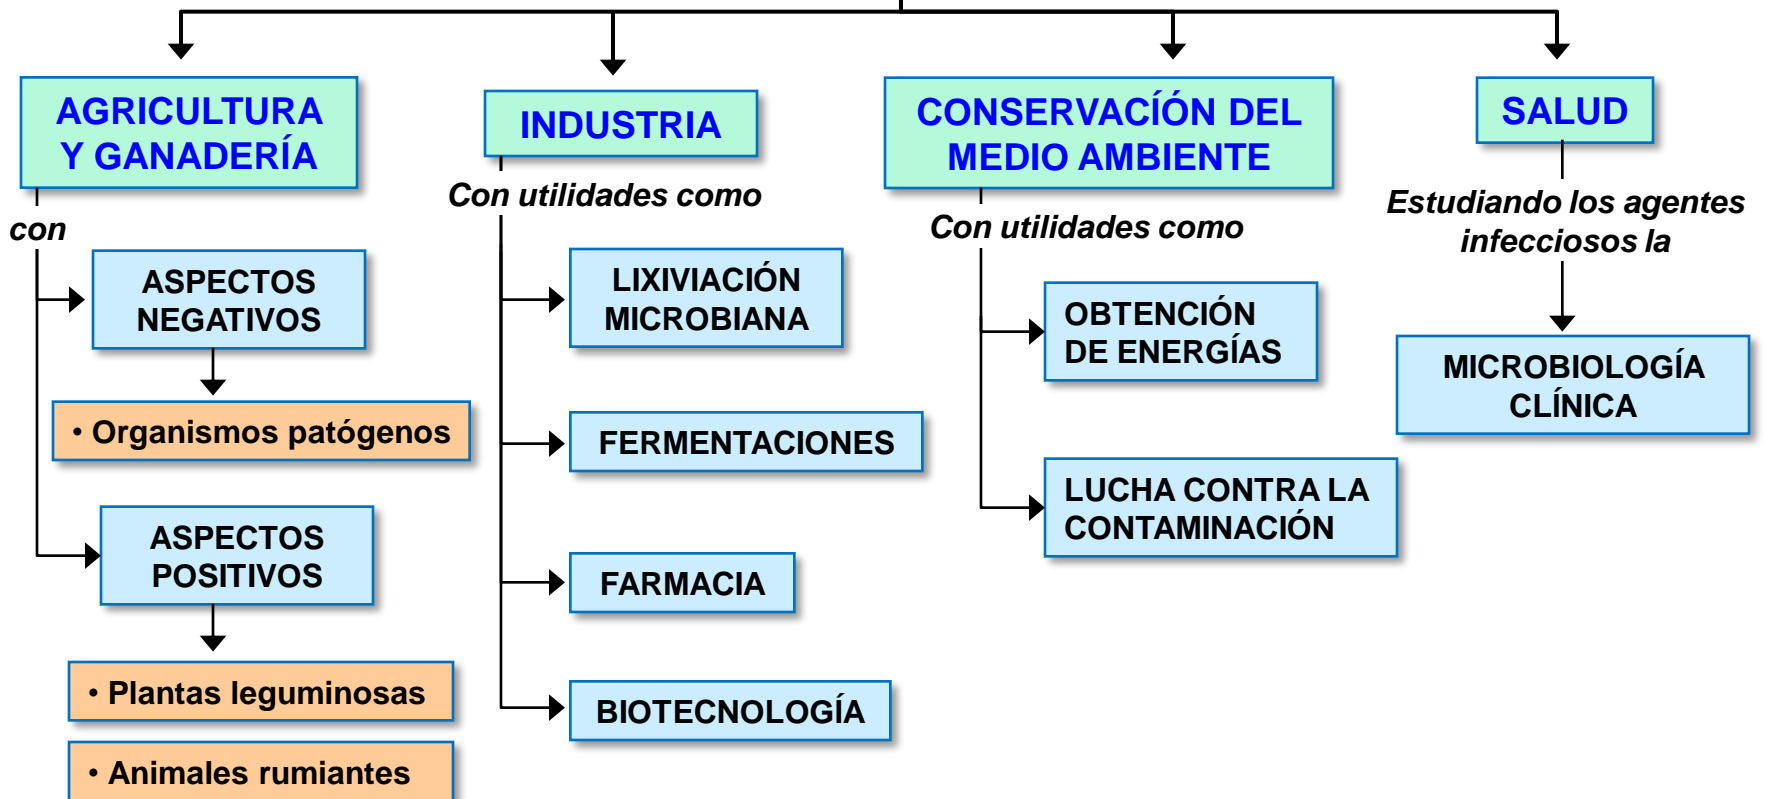 AGRICULTURA
Y GANADERÍA
con
ASPECTOS
NEGATIVOS
• Organismos patógenos
ASPECTOS
POSITIVOS
• Plantas leguminosas
• Animales rumiantes
INDUSTRIA
Con utilidades como
LIXIVIACIÓN
MICROBIANA
FERMENTACIONES
FARMACIA
BIOTECNOLOGÍA
CONSERVACÍÓN DEL
MEDIO AMBIENTE
Con utilidades como
OBTENCIÓN
DE ENERGÍAS
LUCHA CONTRA LA
CONTAMINACIÓN
SALUD
Estudiando los agentes
infecciosos la
MICROBIOLOGÍA
CLÍNICA